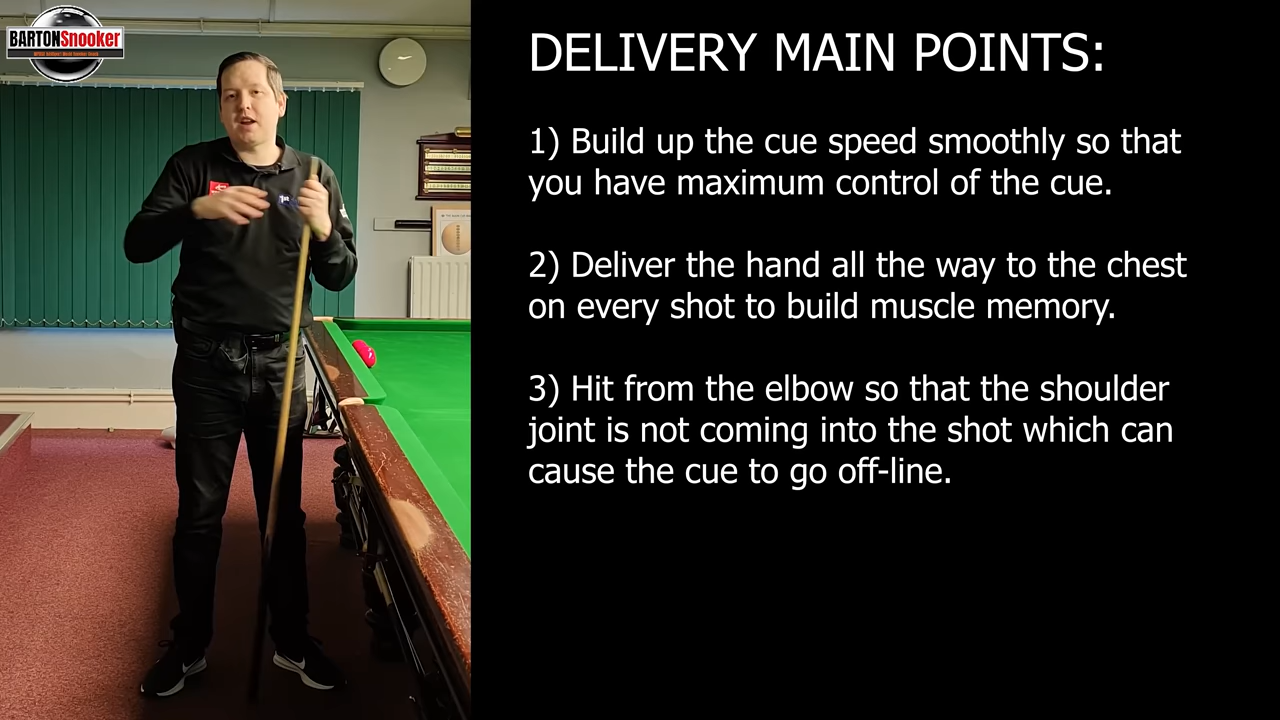 BARTONSnooker
DELIVERY MAIN POINTS:
1) Build up the cue speed smoothly so that
you have maximum control of the cue.
2) Deliver the hand all the way to the chest
on every shot to build muscle memory.
3) Hit from the elbow so that the shoulder
joint is not coming into the shot which can
cause the cue to go off-line.